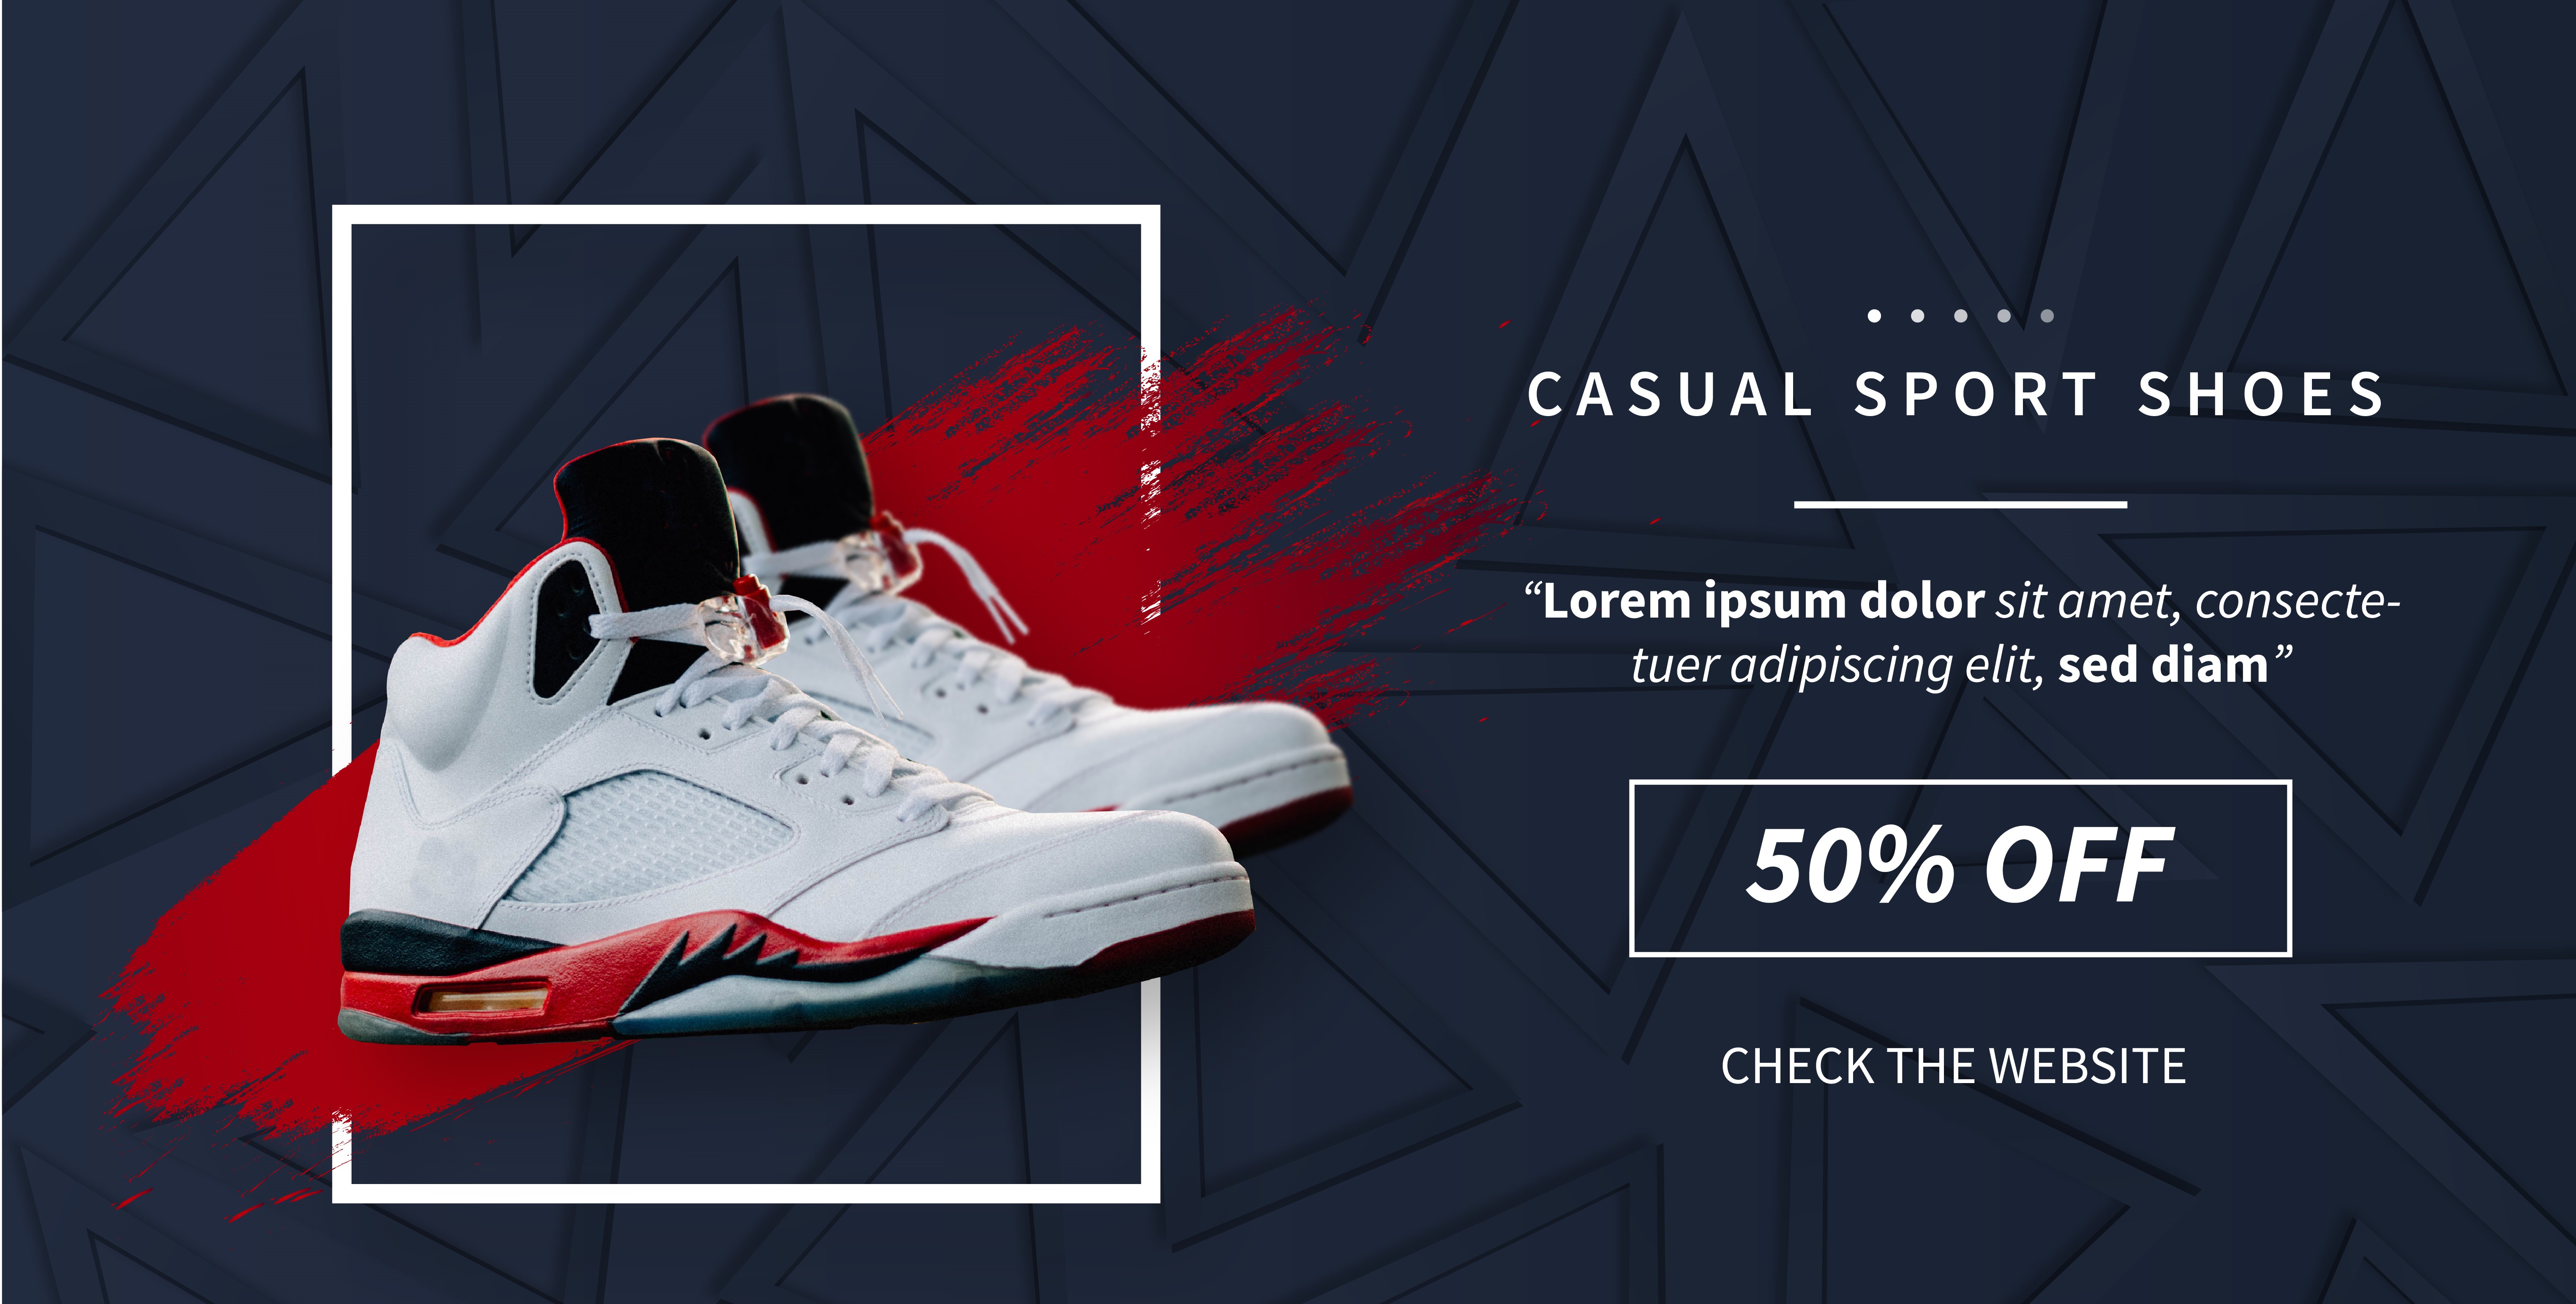 CASUAL SPORT SHOES
“Lorem ipsum dolor sit amet, consecte-
tuer adipiscing elit, sed diam”
50% OFF
CHECK THE WEBSITE